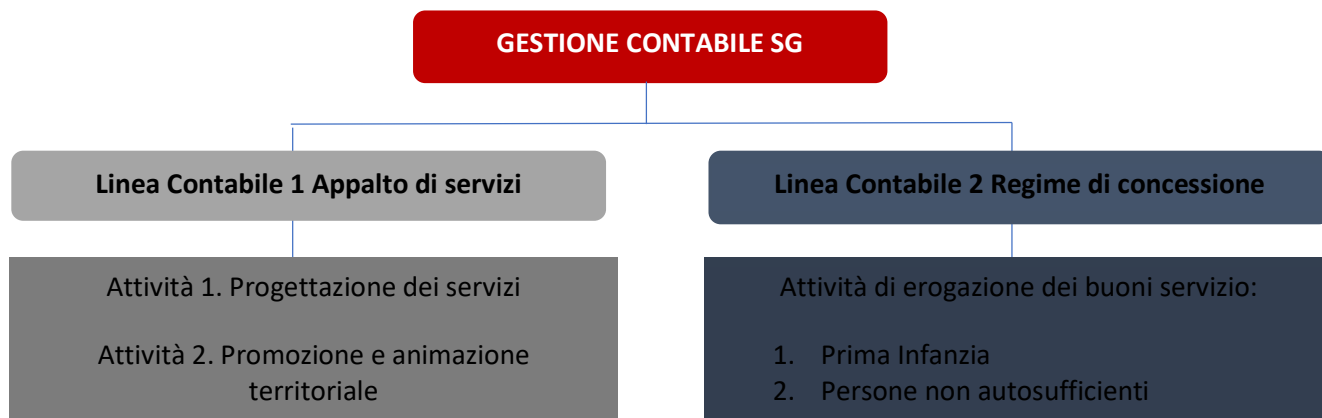 GESTIONE CONTABILE SG
Linea Contabile 1 Appalto di servizi
Attività 1. Progettazione dei servizi
Attività 2. Promozione e animazione
territoriale
Linea Contabile 2 Regime di concessione
Attività di erogazione dei buoni servizio:
1. Prima Infanzia
2. Persone non autosufficienti